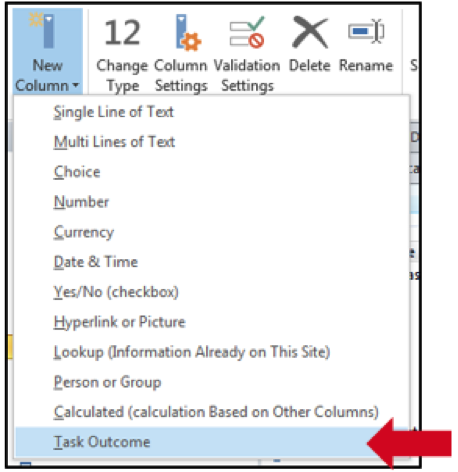 12
New Column
Change Type
Column Settings
Validation Settings
Delete
Rename
S
Single Line of Text
Multi Lines of Text
Choice
Number
Currency
Date & Time
Yes/No (checkbox)
Hyperlink or Picture
Lookup (Information Already on This Site)
Person or Group
Calculated (calculation Based on Other Columns)
Task Outcome